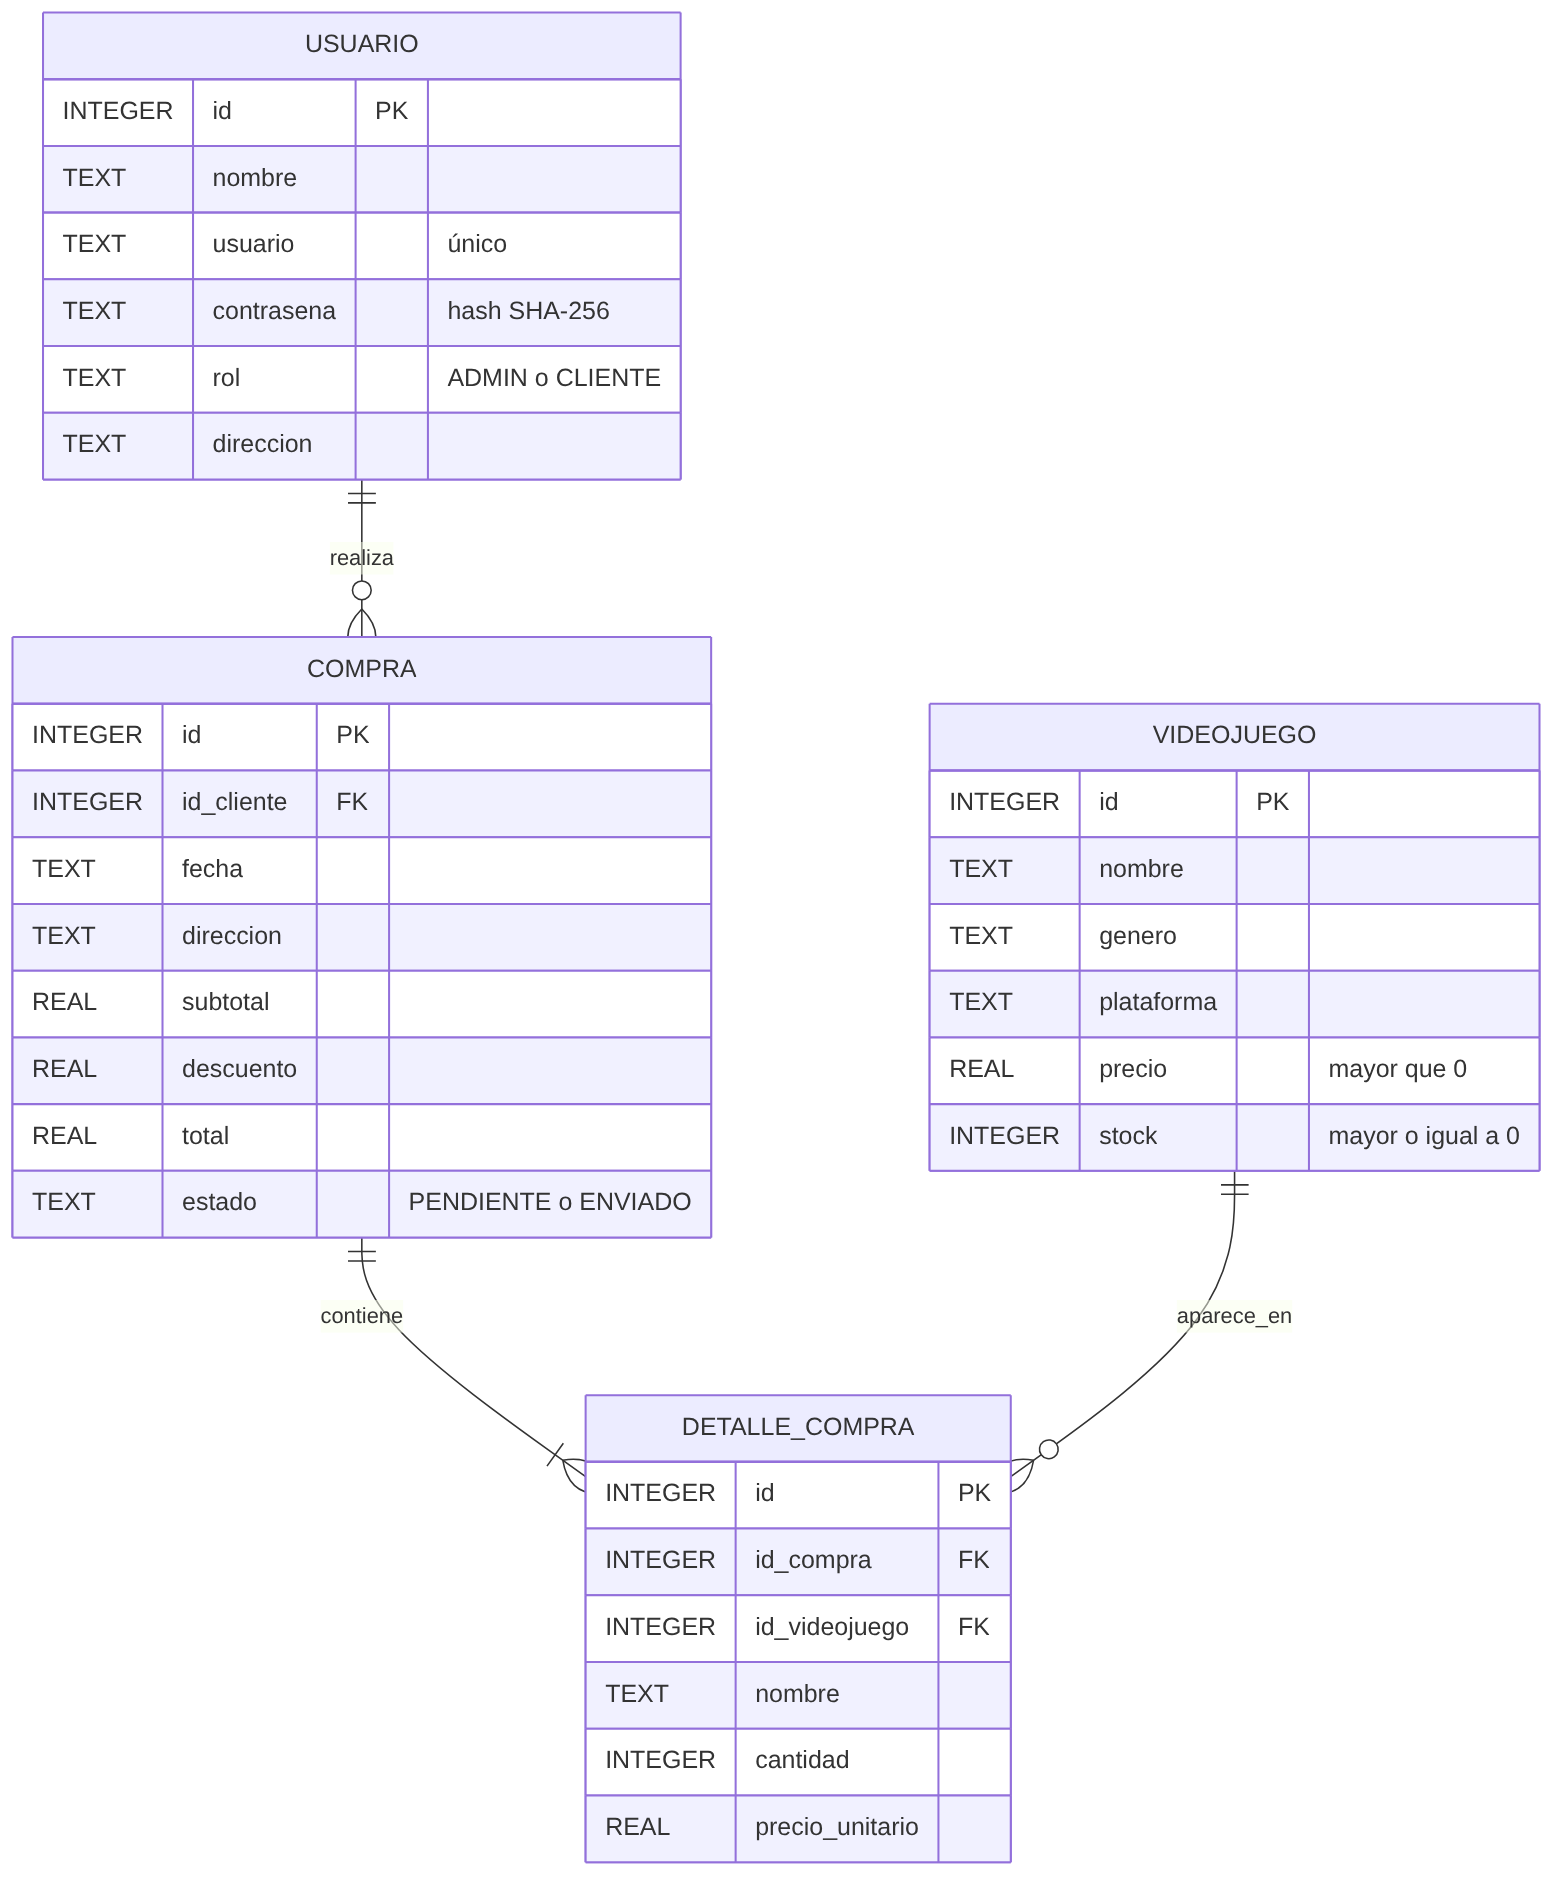 USUARIO
INTEGER id PK
TEXT nombre
TEXT usuario único
TEXT contrasena hash SHA-256
TEXT rol ADMIN o CLIENTE
TEXT direccion
realiza
COMPRA
INTEGER id PK
INTEGER id_cliente FK
TEXT fecha
TEXT direccion
REAL subtotal
REAL descuento
REAL total
TEXT estado PENDIENTE o ENVIADO
VIDEOJUEGO
INTEGER id PK
TEXT nombre
TEXT genero
TEXT plataforma
REAL precio mayor que 0
INTEGER stock mayor o igual a 0
contiene
aparece_en
DETALLE_COMPRA
INTEGER id PK
INTEGER id_compra FK
INTEGER id_videojuego FK
TEXT nombre
INTEGER cantidad
REAL precio_unitario